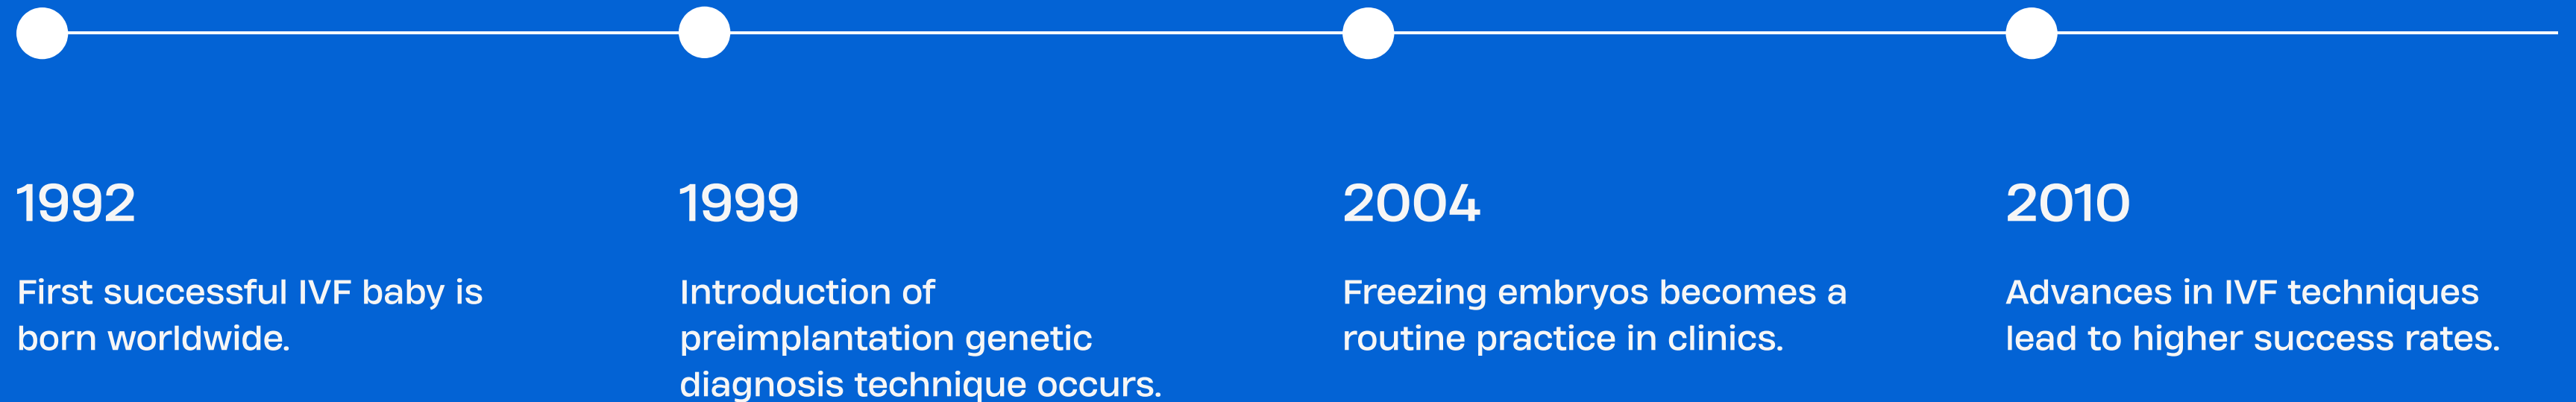 1992
First successful IVF baby is
born worldwide.
1999
Introduction of
preimplantation genetic
diagnosis technique occurs.
2004
Freezing embryos becomes a
routine practice in clinics.
2010
Advances in IVF techniques
lead to higher success rates.